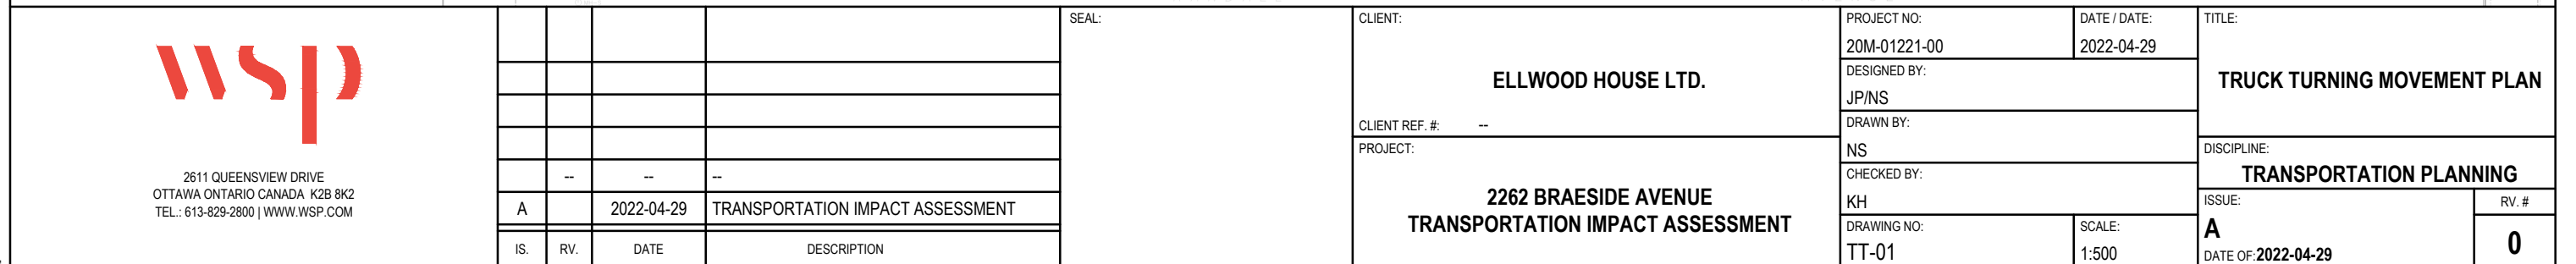 wsp
2611 QUEENSVIEW DRIVE
OTTAWA ONTARIO CANADA K2B 8K2
TEL.: 613-829-2800 | WWW.WSP.COM
-- -- --
A 2022-04-29 TRANSPORTATION IMPACT ASSESSMENT
IS. RV. DATE DESCRIPTION
SEAL:
CLIENT:
ELLWOOD HOUSE LTD.
CLIENT REF. #: --
PROJECT:
2262 BRAESIDE AVENUE
TRANSPORTATION IMPACT ASSESSMENT
PROJECT NO:
20M-01221-00
DATE / DATE:
2022-04-29
DESIGNED BY:
JP/NS
DRAWN BY:
NS
CHECKED BY:
KH
DRAWING NO:
TT-01
SCALE:
1:500
TITLE:
TRUCK TURNING MOVEMENT PLAN
DISCIPLINE:
TRANSPORTATION PLANNING
ISSUE:
A
DATE OF:2022-04-29
RV. #
0